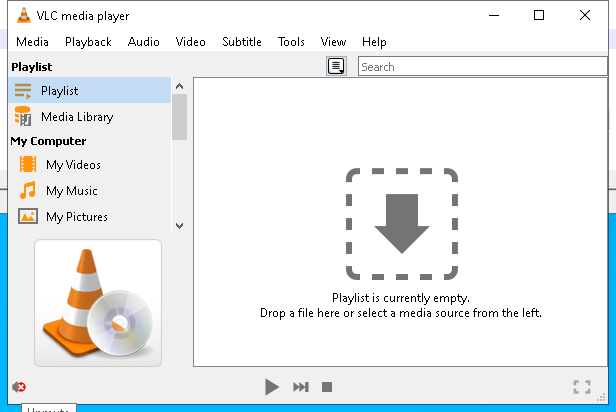 VLC media player
Media Playback Audio Video Subtitle Tools View Help
Playlist
Search
Playlist
Media Library
My Computer
My Videos
My Music
My Pictures
Playlist is currently empty.
Drop a file here or select a media source from the left.